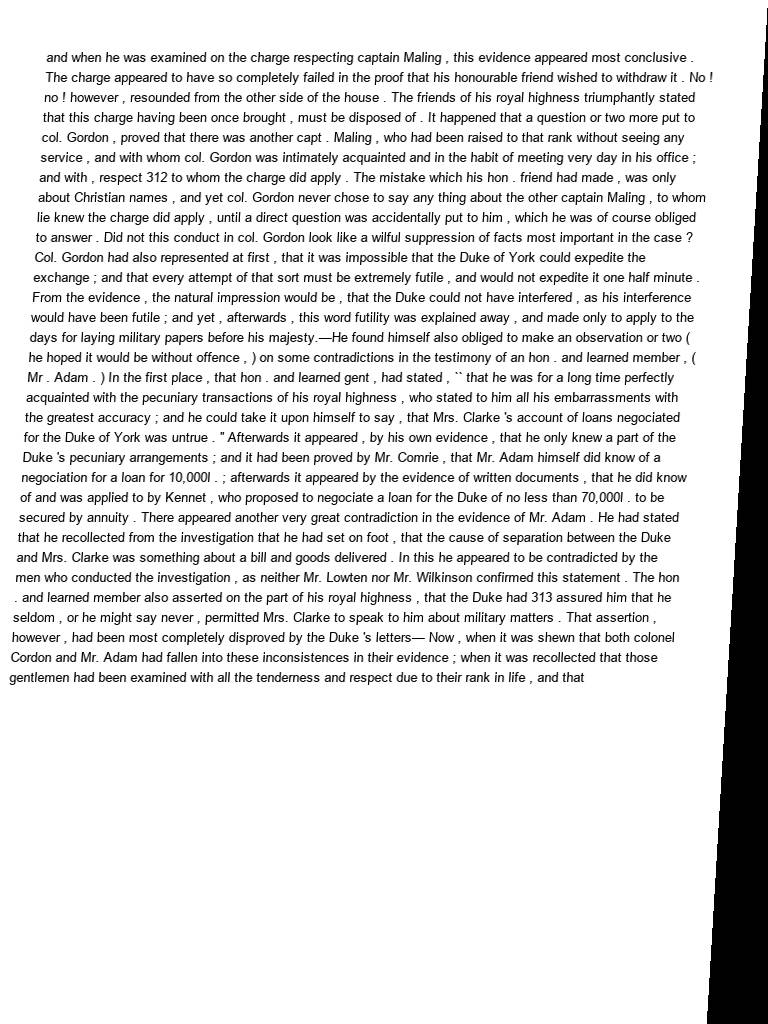 and when he was examined on the charge respecting captain Maling , this evidence appeared most conclusive .
The charge appeared to have so completely failed in the proof that his honourable friend wished to withdraw it . No !
no ! however , resounded from the other side of the house . The friends of his royal highness triumphantly stated
that this charge having been once brought , must be disposed of . It happened that a question or two more put to
col. Gordon , proved that there was another capt . Maling , who had been raised to that rank without seeing any
service , and with whom col. Gordon was intimately acquainted and in the habit of meeting very day in his office ;
and with , respect 312 to whom the charge did apply . The mistake which his hon . friend had made , was only
about Christian names , and yet col. Gordon never chose to say any thing about the other captain Maling , to whom
lie knew the charge did apply , until a direct question was accidentally put to him , which he was of course obliged
to answer . Did not this conduct in col. Gordon look like a wilful suppression of facts most important in the case ?
Col. Gordon had also represented at first , that it was impossible that the Duke of York could expedite the
exchange ; and that every attempt of that sort must be extremely futile , and would not expedite it one half minute .
From the evidence , the natural impression would be , that the Duke could not have interfered , as his interference
would have been futile ; and yet , afterwards , this word futility was explained away , and made only to apply to the
days for laying military papers before his majesty.—He found himself also obliged to make an observation or two (
he hoped it would be without offence , ) on some contradictions in the testimony of an hon . and learned member , (
Mr . Adam . ) In the first place , that hon . and learned gent , had stated , `` that he was for a long time perfectly
acquainted with the pecuniary transactions of his royal highness , who stated to him all his embarrassments with
the greatest accuracy ; and he could take it upon himself to say , that Mrs. Clarke 's account of loans negociated
for the Duke of York was untrue . " Afterwards it appeared , by his own evidence , that he only knew a part of the
Duke 's pecuniary arrangements ; and it had been proved by Mr. Comrie , that Mr. Adam himself did know of a
negociation for a loan for 10,000l . ; afterwards it appeared by the evidence of written documents , that he did know
of and was applied to by Kennet , who proposed to negociate a loan for the Duke of no less than 70,000l . to be
secured by annuity . There appeared another very great contradiction in the evidence of Mr. Adam . He had stated
that he recollected from the investigation that he had set on foot , that the cause of separation between the Duke
and Mrs. Clarke was something about a bill and goods delivered . In this he appeared to be contradicted by the
men who conducted the investigation , as neither Mr. Lowten nor Mr. Wilkinson confirmed this statement . The hon
. and learned member also asserted on the part of his royal highness , that the Duke had 313 assured him that he
seldom , or he might say never , permitted Mrs. Clarke to speak to him about military matters . That assertion ,
however , had been most completely disproved by the Duke 's letters— Now , when it was shewn that both colonel
Cordon and Mr. Adam had fallen into these inconsistences in their evidence ; when it was recollected that those
gentlemen had been examined with all the tenderness and respect due to their rank in life , and that